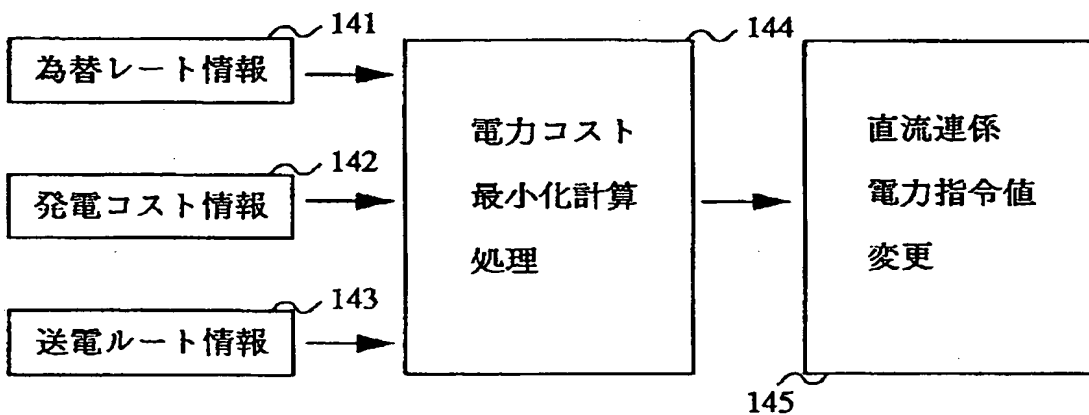 141
為替レート情報
142
発電コスト情報
143
送電ルート情報
144
電力コスト
最小化計算
処理
直流連係
電力指令値
変更
145